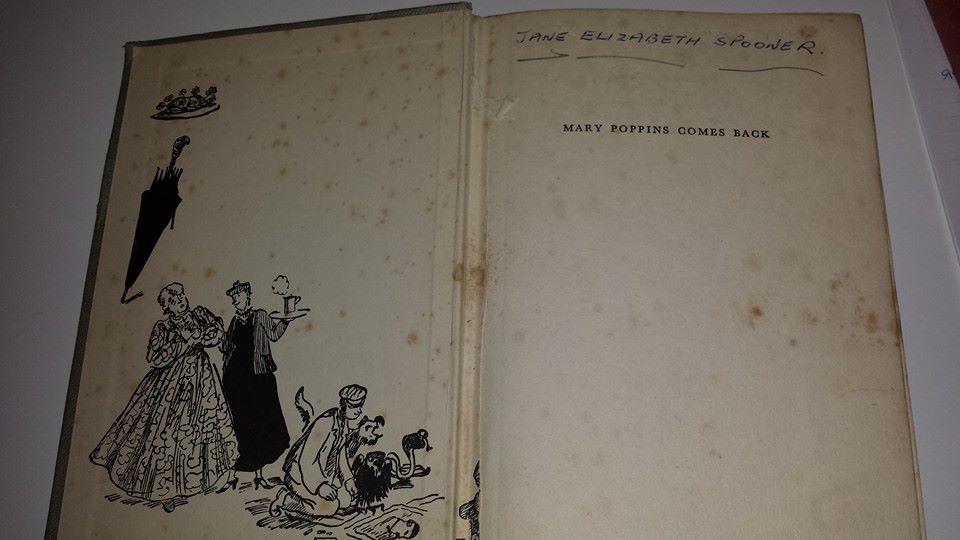 JANE ELIZABETH SPOONER.
MARY POPPINS COMES BACK